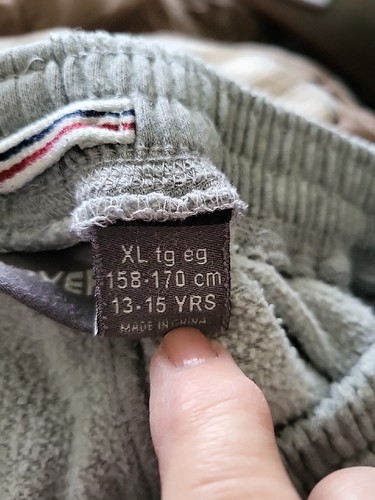 XL tg eg
158-170 cm
13-15 YRS
MADE IN CHINA